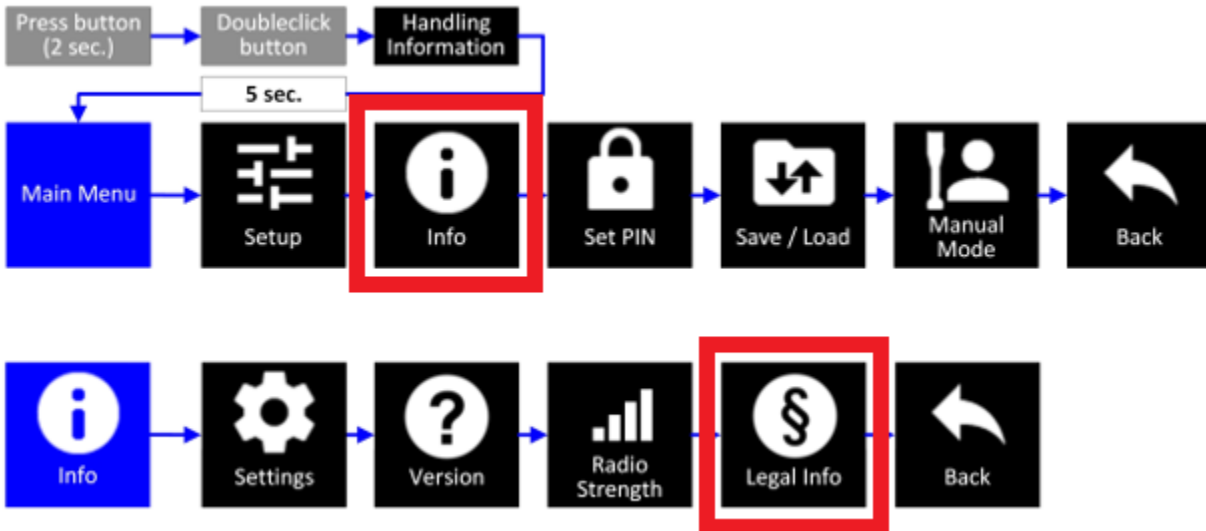 Press button
(2 sec.)
Doubleclick
button
Handling
Information
5 sec.
Main Menu
Setup
Info
Set PIN
Save / Load
Manual
Mode
Back
Info
Settings
Version
Radio
Strength
Legal Info
Back